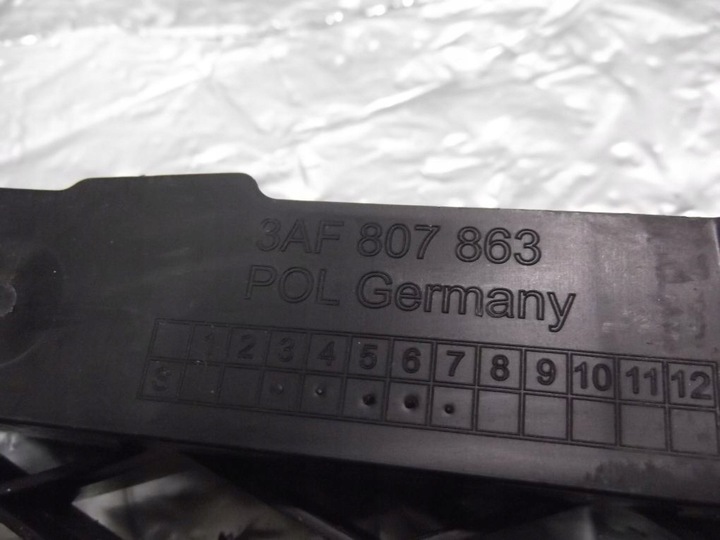 3AF 807 863
POL Germany
1 2 3 4 5 6 7 8 9 10 11 12